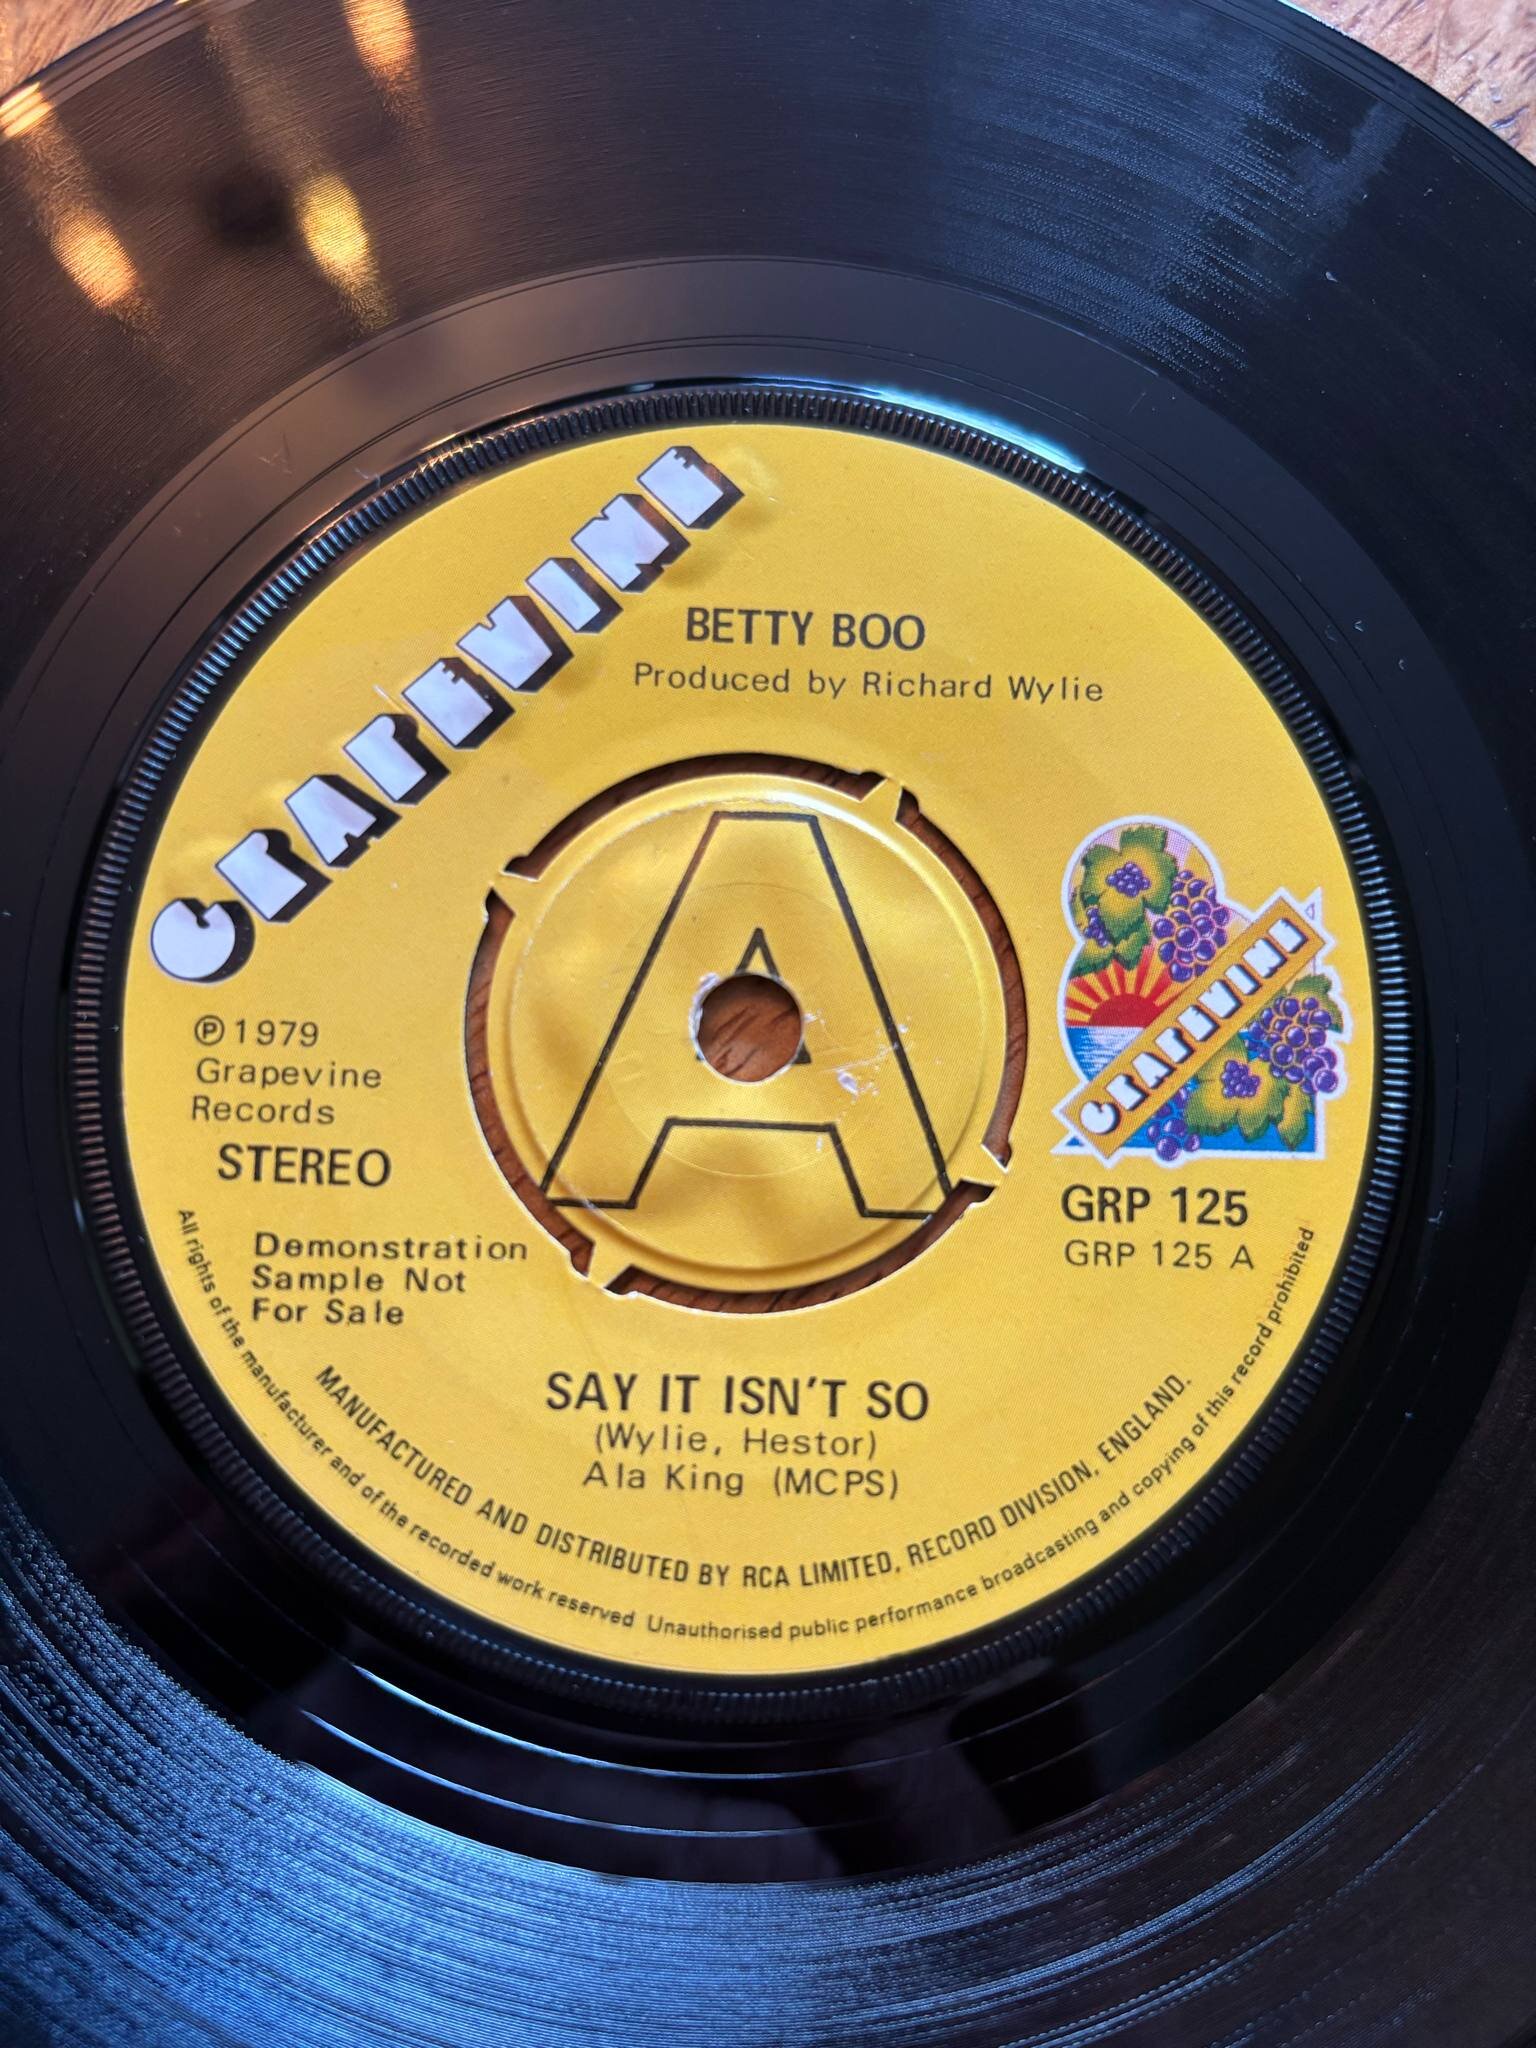 GRAPEVINE
BETTY BOO
Produced by Richard Wylie
A
GRAPEVINE
℗ 1979
Grapevine
Records
STEREO
GRP 125
GRP 125 A
Demonstration
Sample Not
For Sale
SAY IT ISN'T SO
(Wylie, Hestor)
Ala King (MCPS)
MANUFACTURED AND DISTRIBUTED BY RCA LIMITED, RECORD DIVISION, ENGLAND.
All rights of the manufacturer and of the recorded work reserved Unauthorised public performance broadcasting and copying of this record prohibited